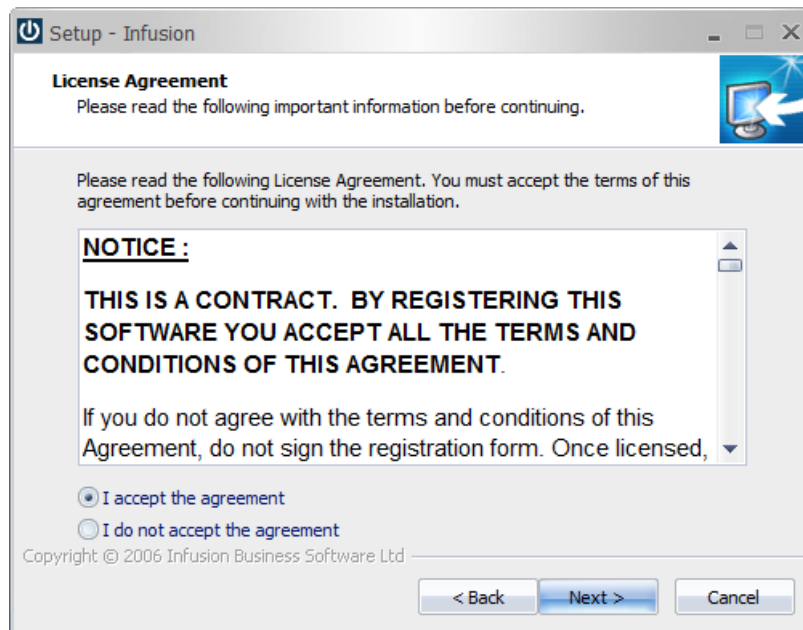 Setup - Infusion
License Agreement
Please read the following important information before continuing.
Please read the following License Agreement. You must accept the terms of this
agreement before continuing with the installation.
NOTICE :
THIS IS A CONTRACT.  BY REGISTERING THIS
SOFTWARE YOU ACCEPT ALL THE TERMS AND
CONDITIONS OF THIS AGREEMENT.
If you do not agree with the terms and conditions of this
Agreement, do not sign the registration form. Once licensed,
I accept the agreement
I do not accept the agreement
Copyright © 2006 Infusion Business Software Ltd
< Back
Next >
Cancel